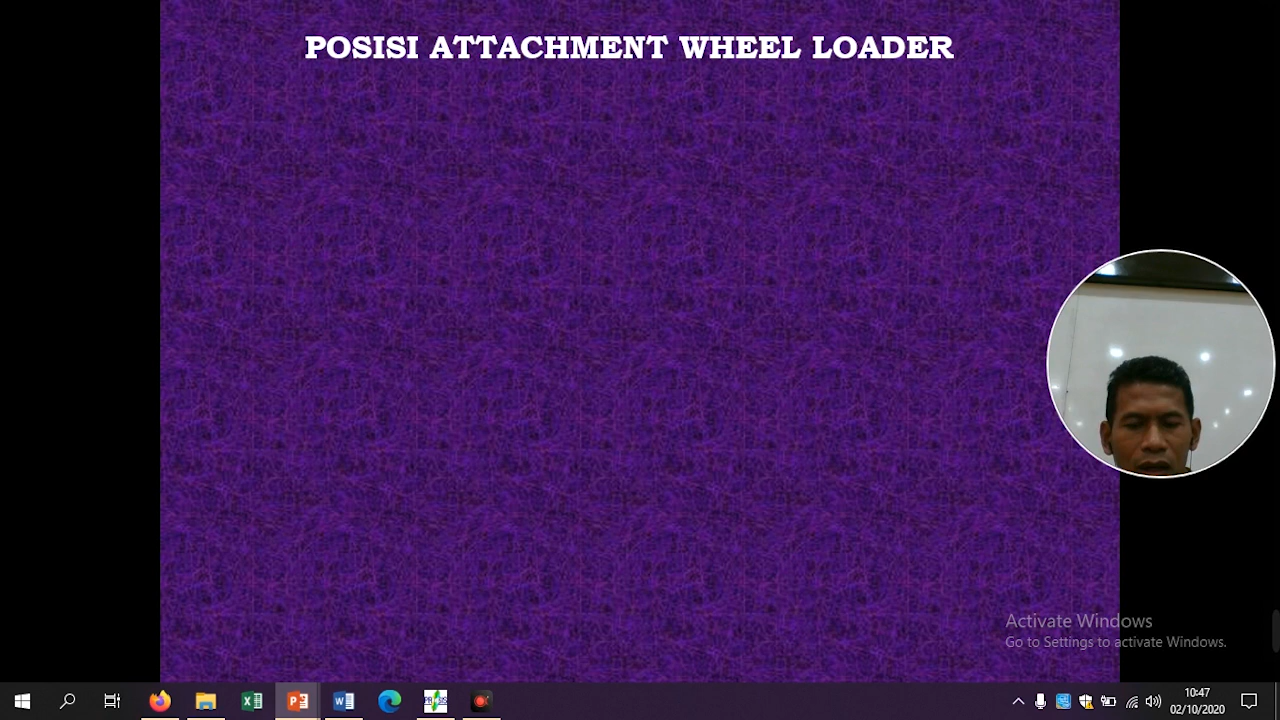 POSISI ATTACHMENT WHEEL LOADER
Activate Windows
Go to Settings to activate Windows.
10:47
02/10/2020